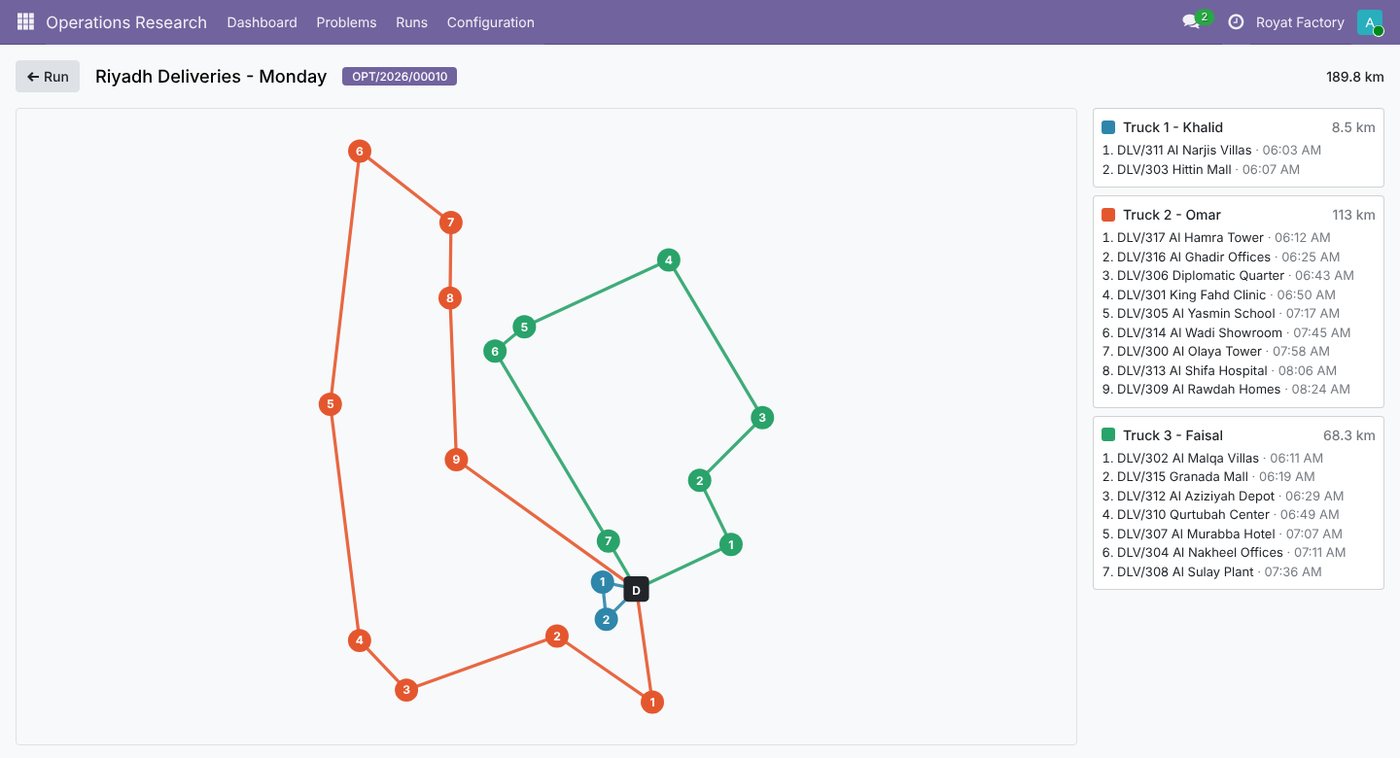 Operations Research Dashboard Problems Runs Configuration 2 Royat Factory A
← Run Riyadh Deliveries - Monday OPT/2026/00010 189.8 km
Truck 1 - Khalid 8.5 km
1. DLV/311 Al Narjis Villas · 06:03 AM
2. DLV/303 Hittin Mall · 06:07 AM
Truck 2 - Omar 113 km
1. DLV/317 Al Hamra Tower · 06:12 AM
2. DLV/316 Al Ghadir Offices · 06:25 AM
3. DLV/306 Diplomatic Quarter · 06:43 AM
4. DLV/301 King Fahd Clinic · 06:50 AM
5. DLV/305 Al Yasmin School · 07:17 AM
6. DLV/314 Al Wadi Showroom · 07:45 AM
7. DLV/300 Al Olaya Tower · 07:58 AM
8. DLV/313 Al Shifa Hospital · 08:06 AM
9. DLV/309 Al Rawdah Homes · 08:24 AM
Truck 3 - Faisal 68.3 km
1. DLV/302 Al Malqa Villas · 06:11 AM
2. DLV/315 Granada Mall · 06:19 AM
3. DLV/312 Al Aziziyah Depot · 06:29 AM
4. DLV/310 Qurtubah Center · 06:49 AM
5. DLV/307 Al Murabba Hotel · 07:07 AM
6. DLV/304 Al Nakheel Offices · 07:11 AM
7. DLV/308 Al Sulay Plant · 07:36 AM
6
7
4
8
5
6
5
3
9
2
7
1
1
D
2
2
4
3
1